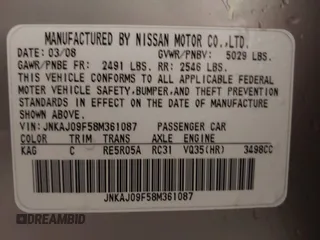 MANUFACTURED BY NISSAN MOTOR CO.,LTD.
DATE: 03/08 GVWR/PNBV: 5029 LBS.
GAWR/PNBE FR: 2491 LBS. RR: 2546 LBS.
THIS VEHICLE CONFORMS TO ALL APPLICABLE FEDERAL
MOTOR VEHICLE SAFETY,BUMPER,AND THEFT PREVENTION
STANDARDS IN EFFECT ON THE DATE OF MANUFACTURE
SHOWN ABOVE.
VIN:JNKAJ09F58M361087 PASSENGER CAR
COLOR TRIM TRANS AXLE ENGINE
KAG C RE5R05A RC31 VQ35(HR) 3498CC
JNKAJ09F58M361087
DREAMBID